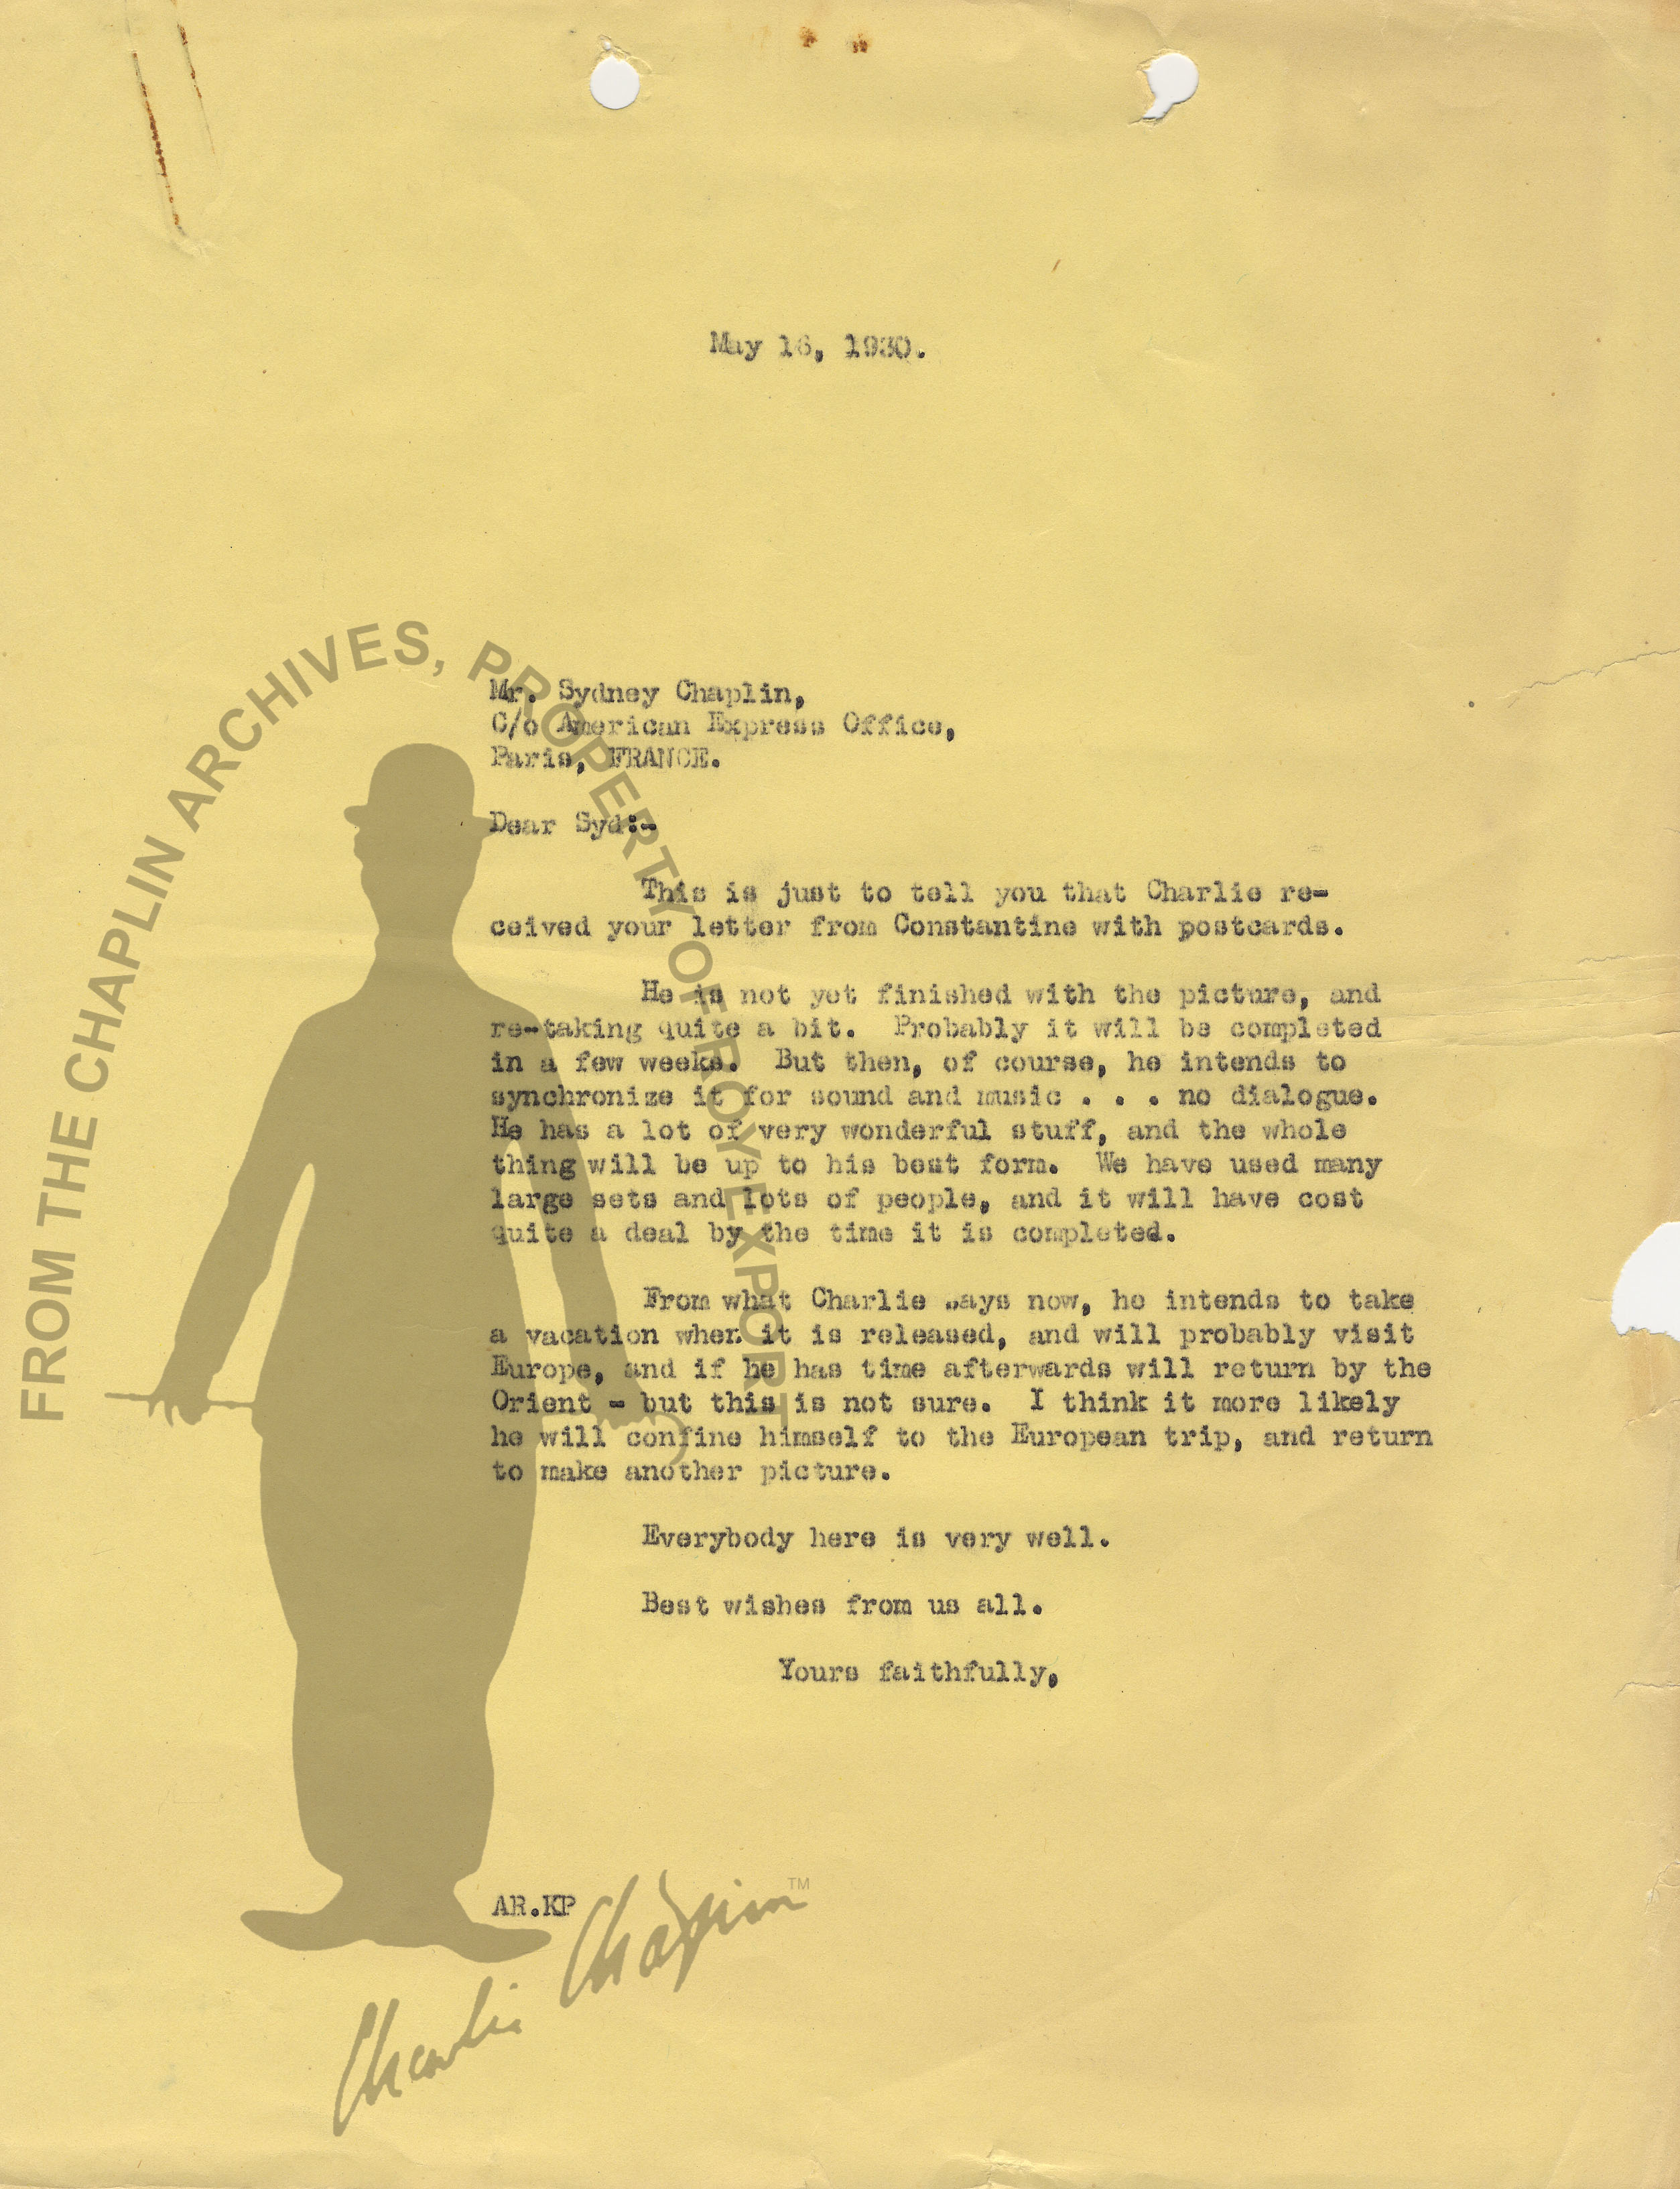 May 16, 1930.
Mr. Sydney Chaplin,
C/o American Express Office,
Paris, FRANCE.
Dear Syd:-
This is just to tell you that Charlie re-
ceived your letter from Constantine with postcards.
He is not yet finished with the picture, and
re-taking quite a bit. Probably it will be completed
in a few weeks. But then, of course, he intends to
synchronize it for sound and music . . . no dialogue.
He has a lot of very wonderful stuff, and the whole
thing will be up to his best form. We have used many
large sets and lots of people, and it will have cost
quite a deal by the time it is completed.
From what Charlie says now, he intends to take
a vacation when it is released, and will probably visit
Europe, and if he has time afterwards will return by the
Orient - but this is not sure. I think it more likely
he will confine himself to the European trip, and return
to make another picture.
Everybody here is very well.
Best wishes from us all.
Yours faithfully,
AR.KP
FROM THE CHAPLIN ARCHIVES, PROPERTY OF ROY EXPORT
Charlie Chaplin TM